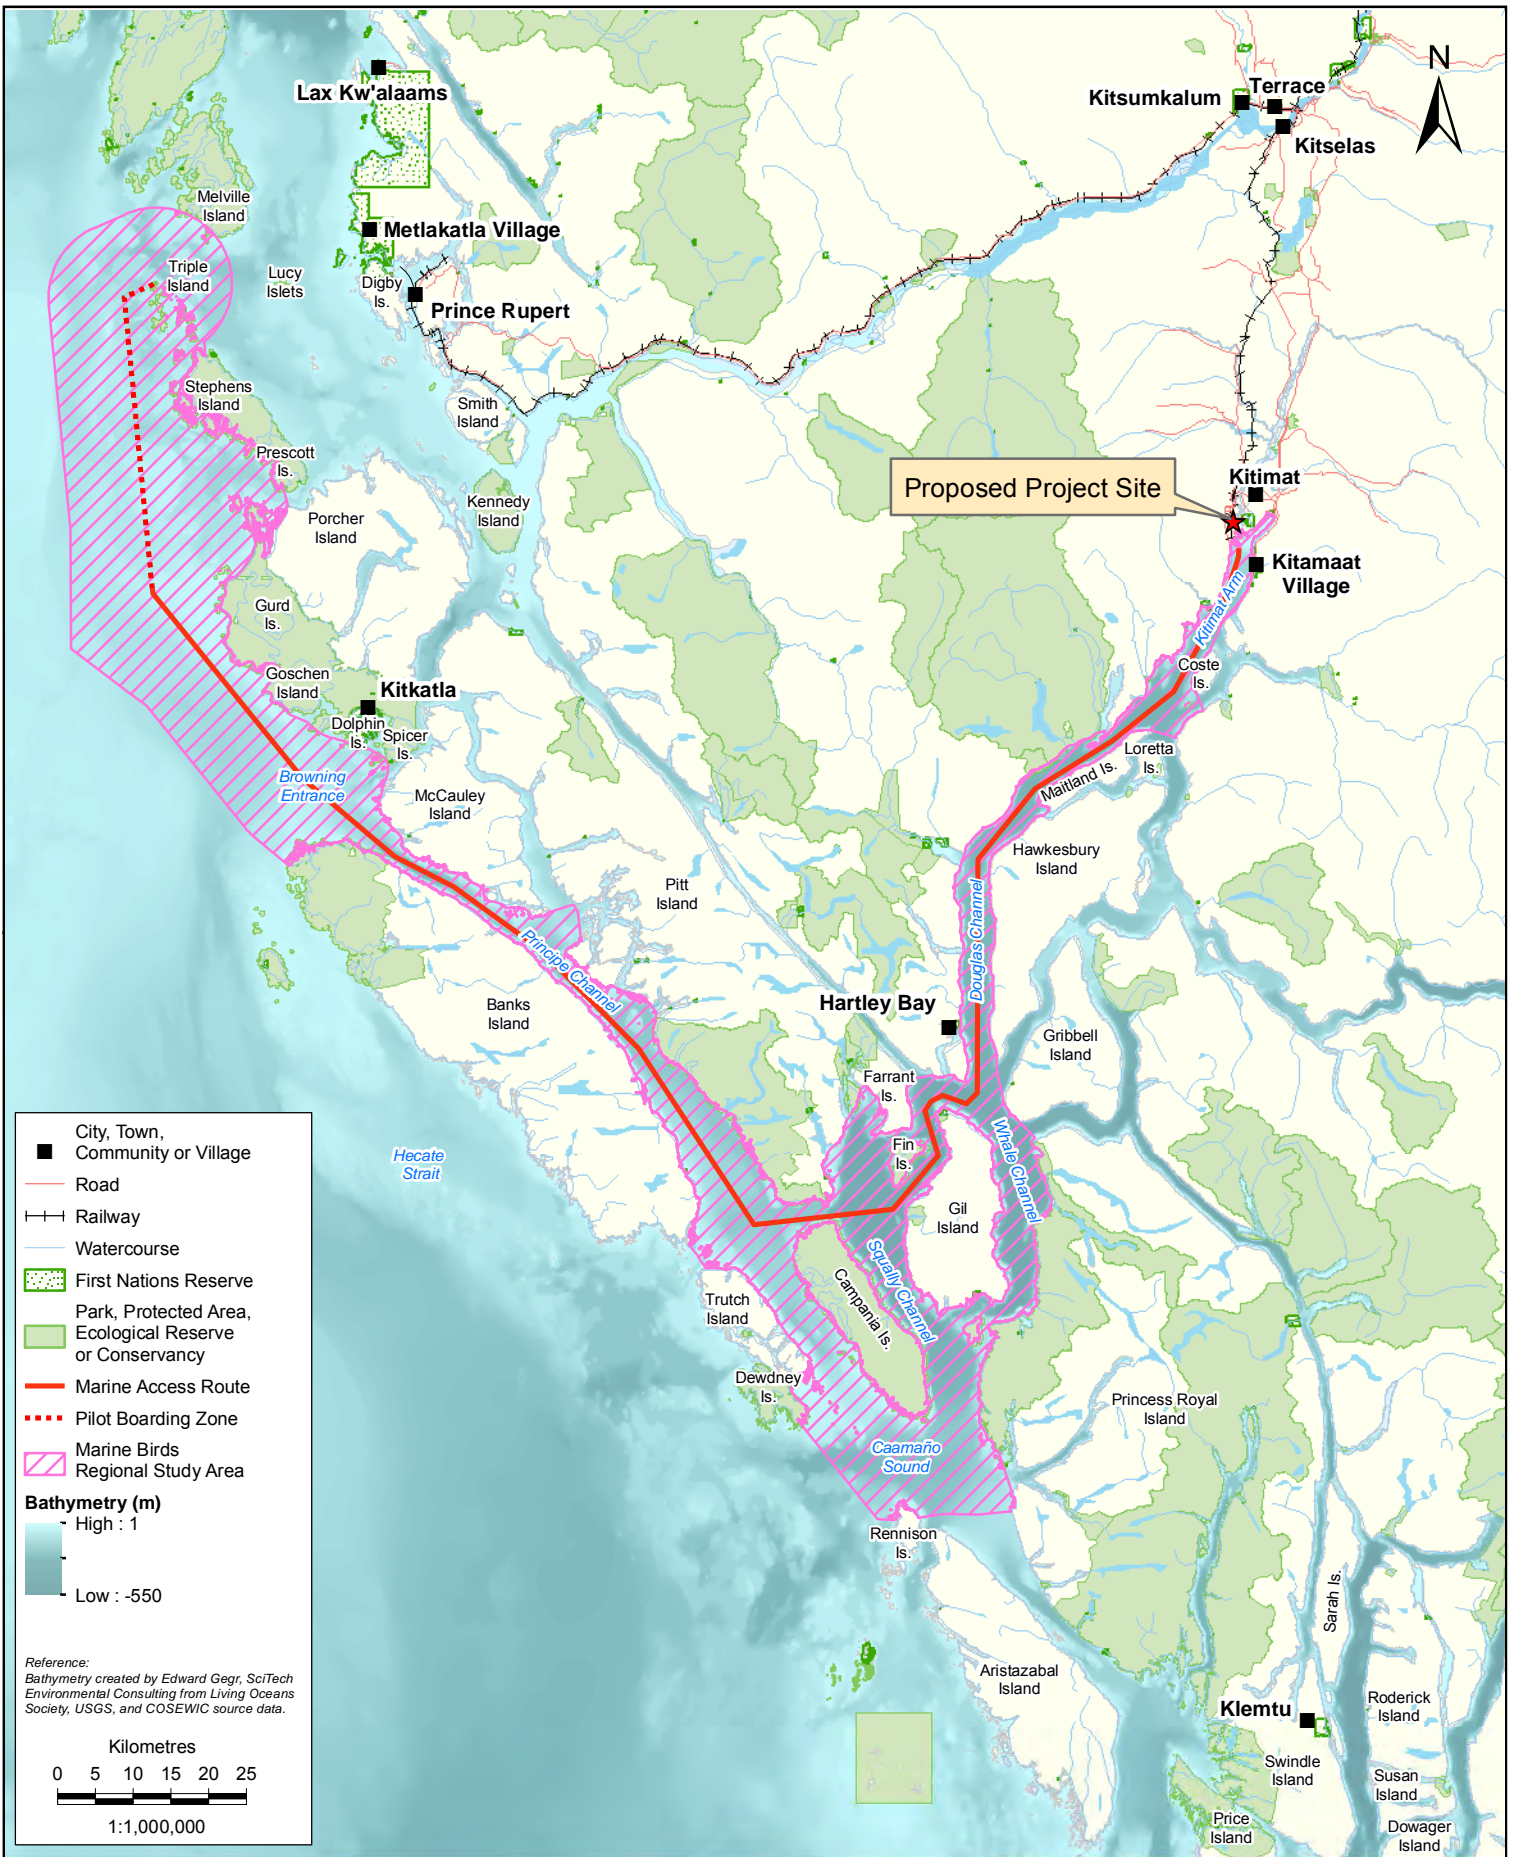 N
Lax Kw'alaams
Kitsumkalum
Terrace
Kitselas
Melville
Island
Metlakatla Village
Triple
Island
Lucy
Islets
Digby
Is.
Prince Rupert
Stephens
Island
Smith
Island
Prescott
Is.
Porcher
Island
Kennedy
Island
Proposed Project Site
Kitimat
Kitamaat
Village
Kitimat Arm
Gurd
Is.
Goschen
Island
Kitkatla
Dolphin
Is.
Spicer
Is.
Coste
Is.
Loretta
Is.
Maitland Is.
Browning
Entrance
McCauley
Island
Hawkesbury
Island
Pitt
Island
Principe Channel
Douglas Channel
Banks
Island
Hartley Bay
Gribbell
Island
Farrant
Is.
Fin
Is.
Whale Channel
Gil
Island
Hecate
Strait
Squally Channel
Campania Is.
Trutch
Island
Dewdney
Is.
Princess Royal
Island
Caamaño
Sound
Rennison
Is.
Aristazabal
Island
Sarah Is.
Klemtu
Roderick
Island
Swindle
Island
Susan
Island
Price
Island
Dowager
Island
City, Town,
Community or Village
Road
Railway
Watercourse
First Nations Reserve
Park, Protected Area,
Ecological Reserve
or Conservancy
Marine Access Route
Pilot Boarding Zone
Marine Birds
Regional Study Area
Bathymetry (m)
High : 1
Low : -550
Reference:
Bathymetry created by Edward Gegr, SciTech
Environmental Consulting from Living Oceans
Society, USGS, and COSEWIC source data.
Kilometres
0 5 10 15 20 25
1:1,000,000